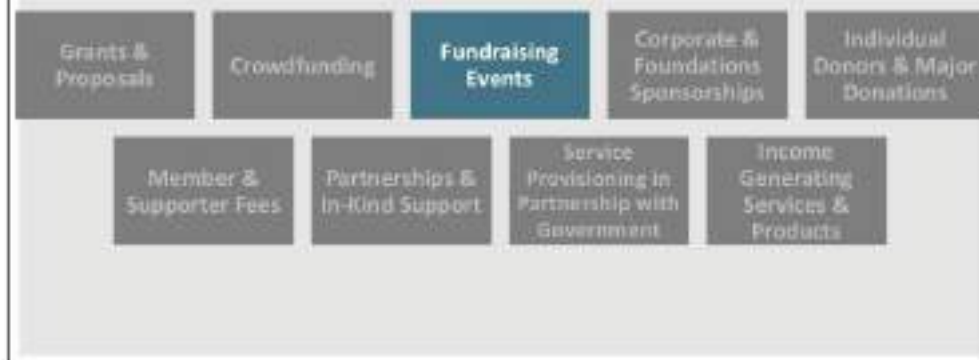 Grants &
Proposals
Crowdfunding
Fundraising
Events
Corporate &
Foundations
Sponsorships
Individual
Donors & Major
Donations
Member &
Supporter Fees
Partnerships &
In-Kind Support
Service
Provisioning in
Partnership with
Government
Income
Generating
Services &
Products